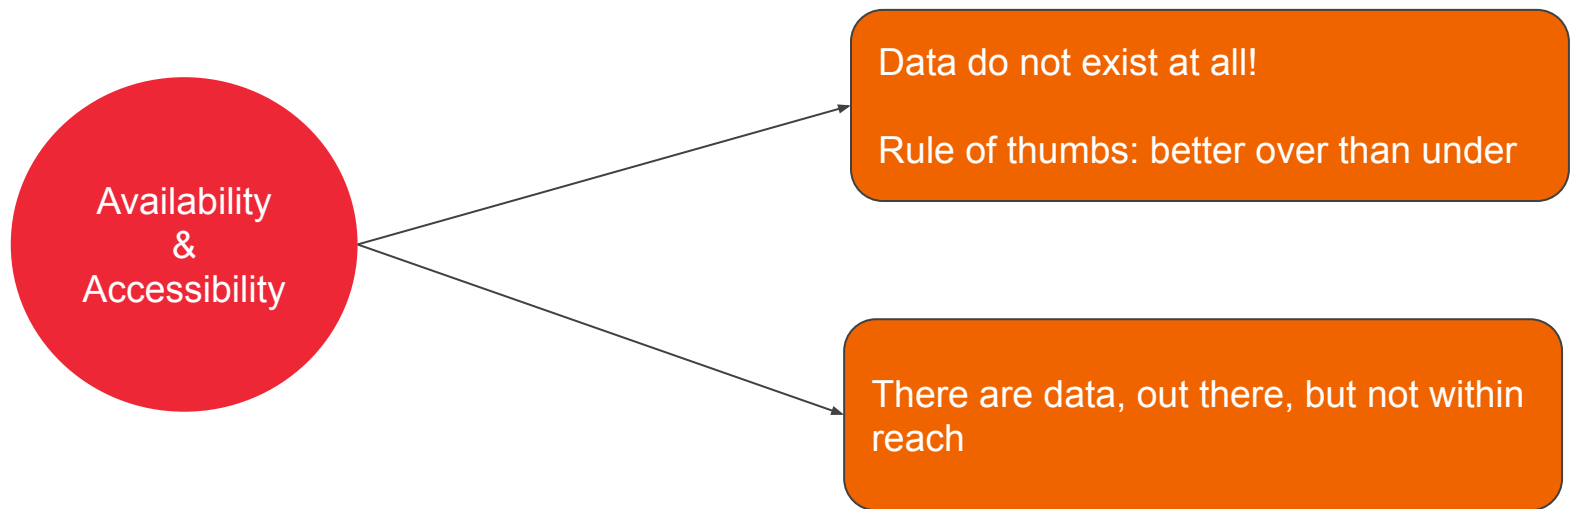 Availability
&
Accessibility
Data do not exist at all!
Rule of thumbs: better over than under
There are data, out there, but not within
reach